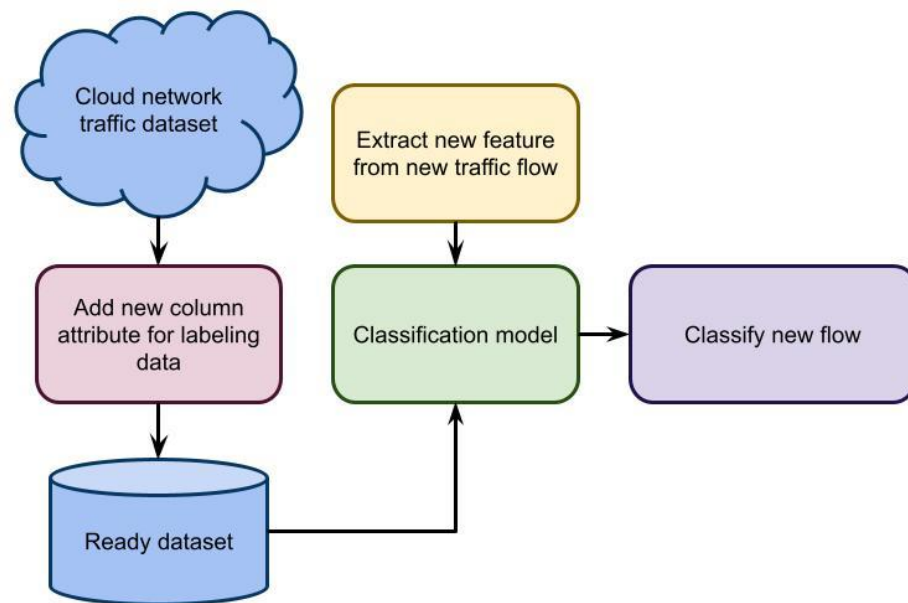 Cloud network
traffic dataset
Extract new feature
from new traffic flow
Add new column
attribute for labeling
data
Classification model
Classify new flow
Ready dataset